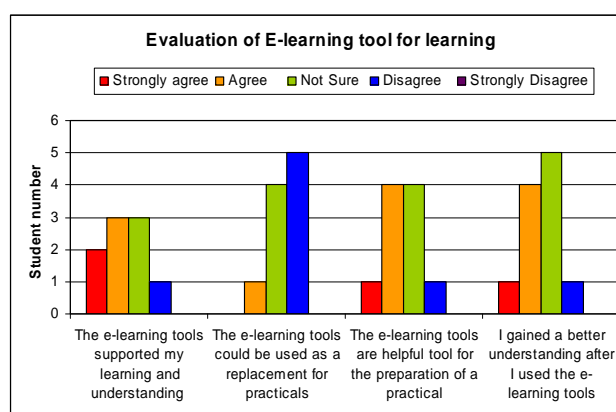 Evaluation of E-learning tool for learning
Strongly agree Agree Not Sure Disagree Strongly Disagree
Student number
6
5
4
3
2
1
0
The e-learning tools
supported my
learning and
understanding
The e-learning tools
could be used as a
replacement for
practicals
The e-learning tools
are helpful tool for
the preparation of a
practical
I gained a better
understanding after
I used the e-
learning tools